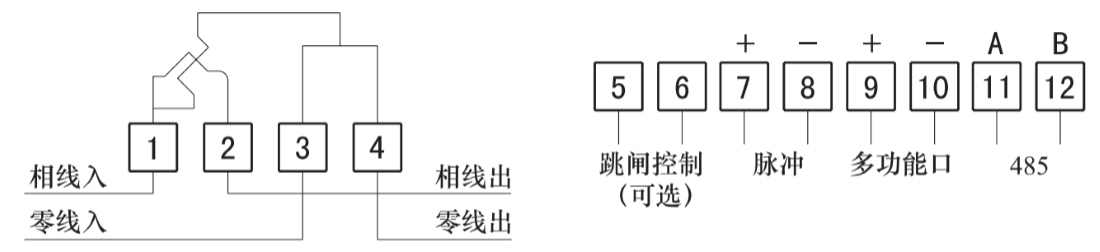 1 2 3 4
相线入 相线出
零线入 零线出
+ − + − A B
5 6 7 8 9 10 11 12
跳闸控制 脉冲 多功能口 485
(可选)